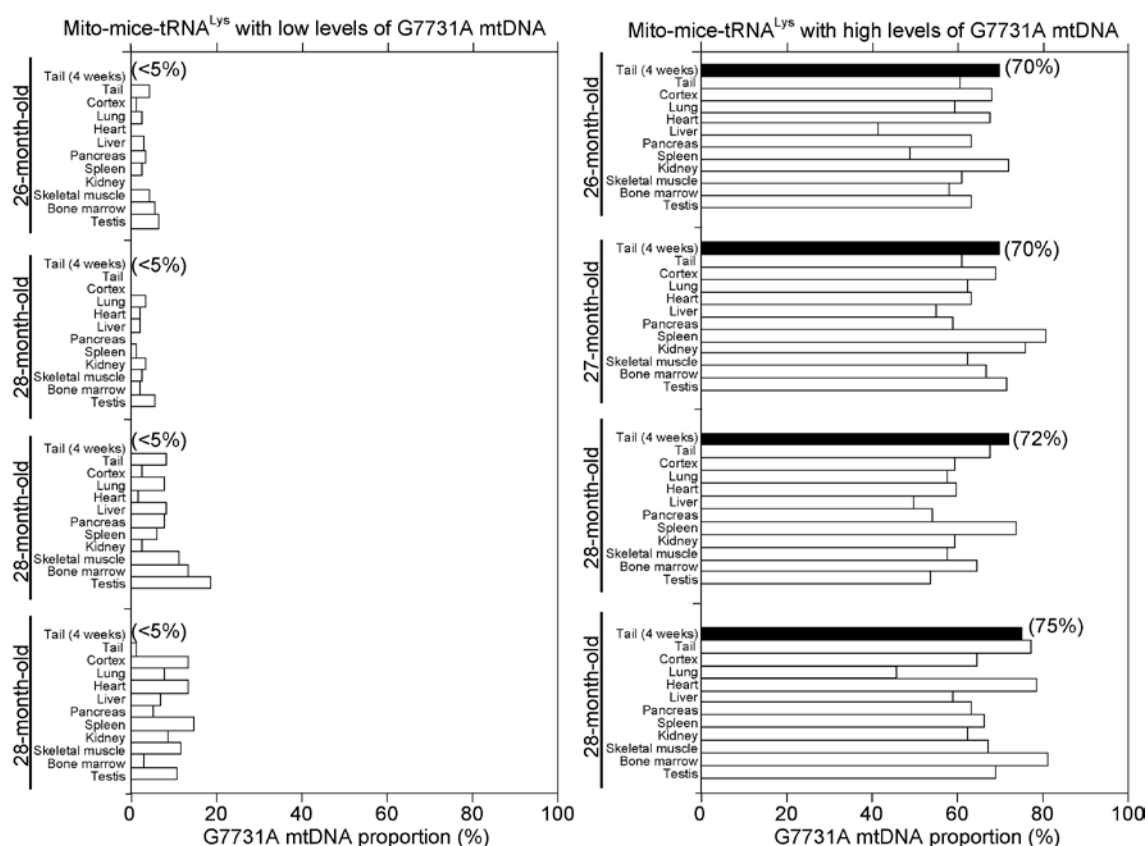 Mito-mice-tRNA^Lys with low levels of G7731A mtDNA
26-month-old
Tail (4 weeks) (<5%)
Tail
Cortex
Lung
Heart
Liver
Pancreas
Spleen
Kidney
Skeletal muscle
Bone marrow
Testis
28-month-old
Tail (4 weeks) (<5%)
Tail
Cortex
Lung
Heart
Liver
Pancreas
Spleen
Kidney
Skeletal muscle
Bone marrow
Testis
28-month-old
Tail (4 weeks) (<5%)
Tail
Cortex
Lung
Heart
Liver
Pancreas
Spleen
Kidney
Skeletal muscle
Bone marrow
Testis
28-month-old
Tail (4 weeks) (<5%)
Tail
Cortex
Lung
Heart
Liver
Pancreas
Spleen
Kidney
Skeletal muscle
Bone marrow
Testis
0 20 40 60 80 100
G7731A mtDNA proportion (%)
Mito-mice-tRNA^Lys with high levels of G7731A mtDNA
26-month-old
Tail (4 weeks) (70%)
Tail
Cortex
Lung
Heart
Liver
Pancreas
Spleen
Kidney
Skeletal muscle
Bone marrow
Testis
27-month-old
Tail (4 weeks) (70%)
Tail
Cortex
Lung
Heart
Liver
Pancreas
Spleen
Kidney
Skeletal muscle
Bone marrow
Testis
28-month-old
Tail (4 weeks) (72%)
Tail
Cortex
Lung
Heart
Liver
Pancreas
Spleen
Kidney
Skeletal muscle
Bone marrow
Testis
28-month-old
Tail (4 weeks) (75%)
Tail
Cortex
Lung
Heart
Liver
Pancreas
Spleen
Kidney
Skeletal muscle
Bone marrow
Testis
0 20 40 60 80 100
G7731A mtDNA proportion (%)